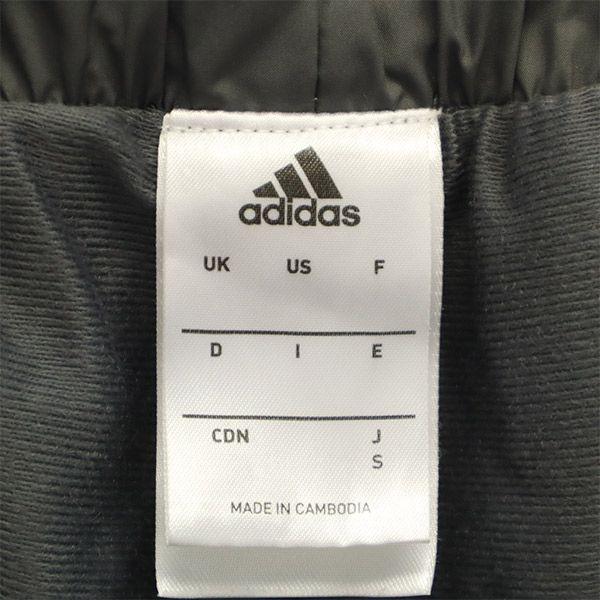 adidas
UK US F
D I E
CDN J
S
MADE IN CAMBODIA